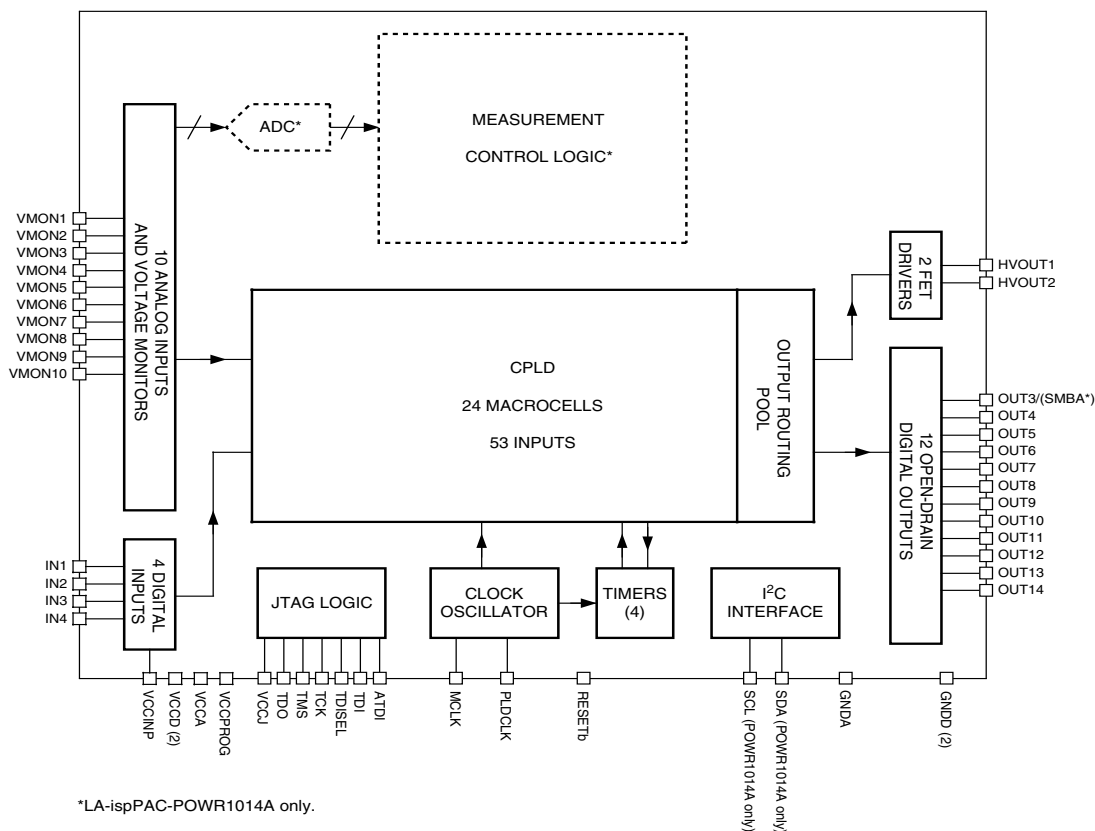 ADC*
MEASUREMENT
CONTROL LOGIC*
VMON1
VMON2
VMON3
VMON4
VMON5
VMON6
VMON7
VMON8
VMON9
VMON10
10 ANALOG INPUTS
AND VOLTAGE MONITORS
CPLD
24 MACROCELLS
53 INPUTS
OUTPUT ROUTING
POOL
2 FET
DRIVERS
HVOUT1
HVOUT2
12 OPEN-DRAIN
DIGITAL OUTPUTS
OUT3/(SMBA*)
OUT4
OUT5
OUT6
OUT7
OUT8
OUT9
OUT10
OUT11
OUT12
OUT13
OUT14
IN1
IN2
IN3
IN4
4 DIGITAL
INPUTS
JTAG LOGIC
CLOCK
OSCILLATOR
TIMERS
(4)
I²C
INTERFACE
VCCINP
VCCD (2)
VCCA
VCCPROG
VCCJ
TDO
TMS
TCK
TDISEL
TDI
ATDI
MCLK
PLDCLK
RESETb
SCL (POWR1014A only)
SDA (POWR1014A only)
GNDA
GNDD (2)
*LA-ispPAC-POWR1014A only.